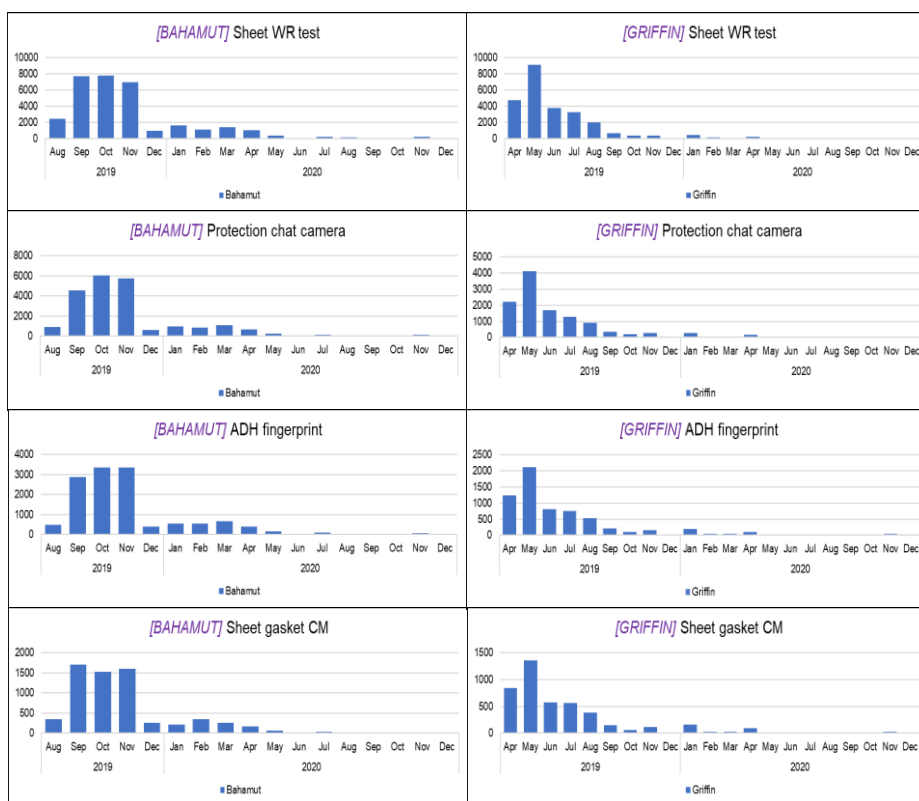 [BAHAMUT] Sheet WR test
10000
8000
6000
4000
2000
0
Aug Sep Oct Nov Dec Jan Feb Mar Apr May Jun Jul Aug Sep Oct Nov Dec
2019 2020
Bahamut
[GRIFFIN] Sheet WR test
10000
8000
6000
4000
2000
0
Apr May Jun Jul Aug Sep Oct Nov Dec Jan Feb Mar Apr May Jun Jul Aug Sep Oct Nov Dec
2019 2020
Griffin
[BAHAMUT] Protection chat camera
8000
6000
4000
2000
0
Aug Sep Oct Nov Dec Jan Feb Mar Apr May Jun Jul Aug Sep Oct Nov Dec
2019 2020
Bahamut
[GRIFFIN] Protection chat camera
5000
4000
3000
2000
1000
0
Apr May Jun Jul Aug Sep Oct Nov Dec Jan Feb Mar Apr May Jun Jul Aug Sep Oct Nov Dec
2019 2020
Griffin
[BAHAMUT] ADH fingerprint
4000
3000
2000
1000
0
Aug Sep Oct Nov Dec Jan Feb Mar Apr May Jun Jul Aug Sep Oct Nov Dec
2019 2020
Bahamut
[GRIFFIN] ADH fingerprint
2500
2000
1500
1000
500
0
Apr May Jun Jul Aug Sep Oct Nov Dec Jan Feb Mar Apr May Jun Jul Aug Sep Oct Nov Dec
2019 2020
Griffin
[BAHAMUT] Sheet gasket CM
2000
1500
1000
500
0
Aug Sep Oct Nov Dec Jan Feb Mar Apr May Jun Jul Aug Sep Oct Nov Dec
2019 2020
Bahamut
[GRIFFIN] Sheet gasket CM
1500
1000
500
0
Apr May Jun Jul Aug Sep Oct Nov Dec Jan Feb Mar Apr May Jun Jul Aug Sep Oct Nov Dec
2019 2020
Griffin